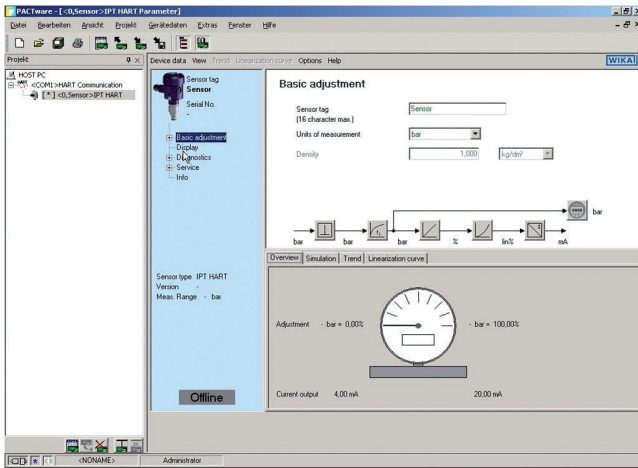 PACTware - [<0,Sensor>IPT HART Parameter]
Datei Bearbeiten Ansicht Projekt Gerätedaten Extras Fenster Hilfe
Projekt
HOST PC
<COM1>HART Communication
[*] <0,Sensor>IPT HART
Device data View Trend Linearization curve Options Help
WIKA
Sensor tag
Sensor
Serial No.
-
Basic adjustment
Display
Diagnostics
Service
Info
Sensor type IPT HART
Version -
Meas. Range - bar
Offline
Basic adjustment
Sensor tag
(16 character max.)
Sensor
Units of measurement
bar
Density
1,000
kg/dm³
bar
bar bar bar % lin% mA
Overview Simulation Trend Linearization curve
Adjustment - bar = 0,00%
- bar = 100,00%
Current output 4,00 mA
20,00 mA
<NONAME>
Administrator